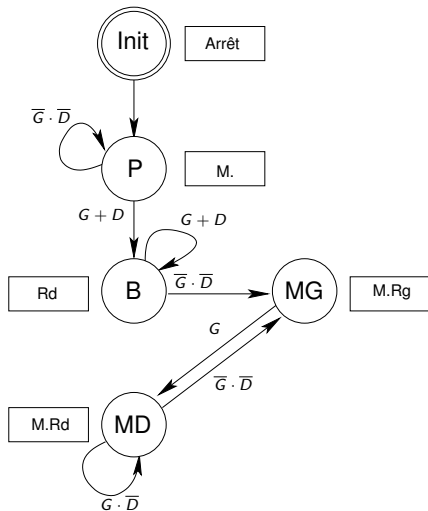 Init
Arrêt
G̅ · D̅
P
M.
G + D
G + D
Rd
B
G̅ · D̅
MG
M.Rg
G
G̅ · D̅
M.Rd
MD
G · D̅